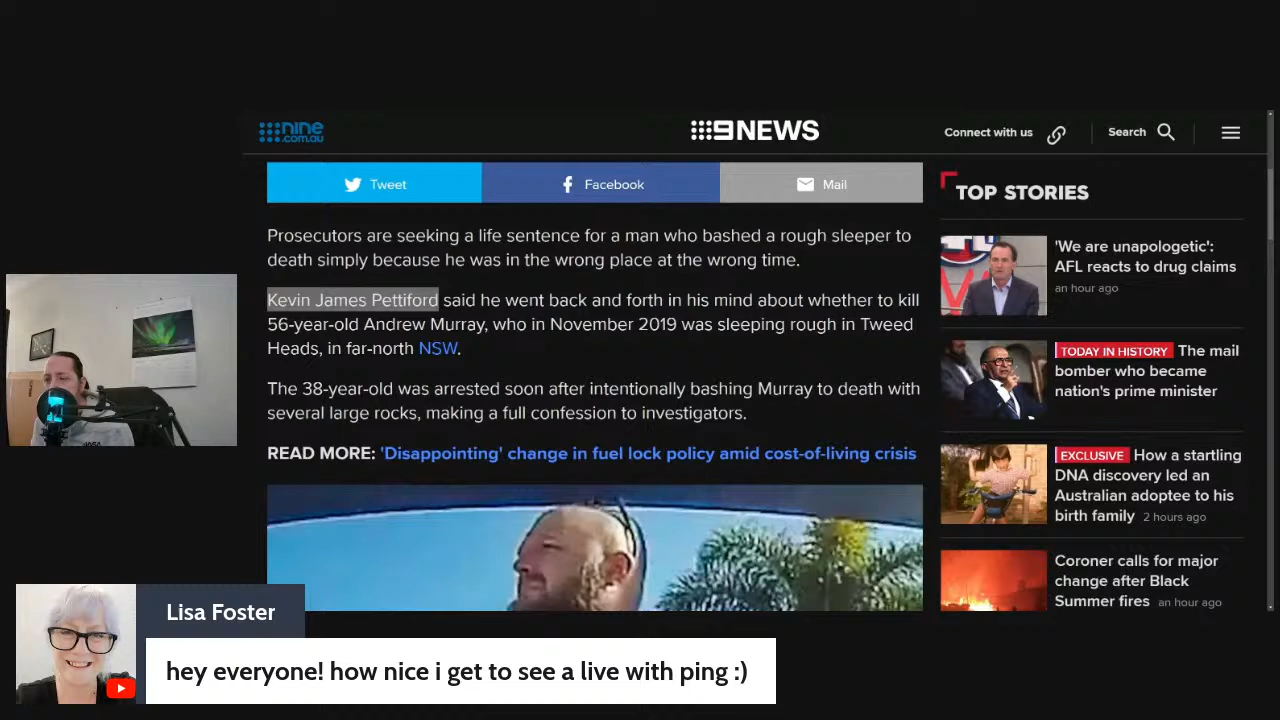 nine
.com.au
9NEWS
Connect with us
Search
Tweet
Facebook
Mail
Prosecutors are seeking a life sentence for a man who bashed a rough sleeper to
death simply because he was in the wrong place at the wrong time.
Kevin James Pettiford said he went back and forth in his mind about whether to kill
56-year-old Andrew Murray, who in November 2019 was sleeping rough in Tweed
Heads, in far-north NSW.
The 38-year-old was arrested soon after intentionally bashing Murray to death with
several large rocks, making a full confession to investigators.
READ MORE: 'Disappointing' change in fuel lock policy amid cost-of-living crisis
TOP STORIES
'We are unapologetic':
AFL reacts to drug claims
an hour ago
TODAY IN HISTORY The mail
bomber who became
nation's prime minister
EXCLUSIVE How a startling
DNA discovery led an
Australian adoptee to his
birth family 2 hours ago
Coroner calls for major
change after Black
Summer fires an hour ago
Lisa Foster
hey everyone! how nice i get to see a live with ping :)